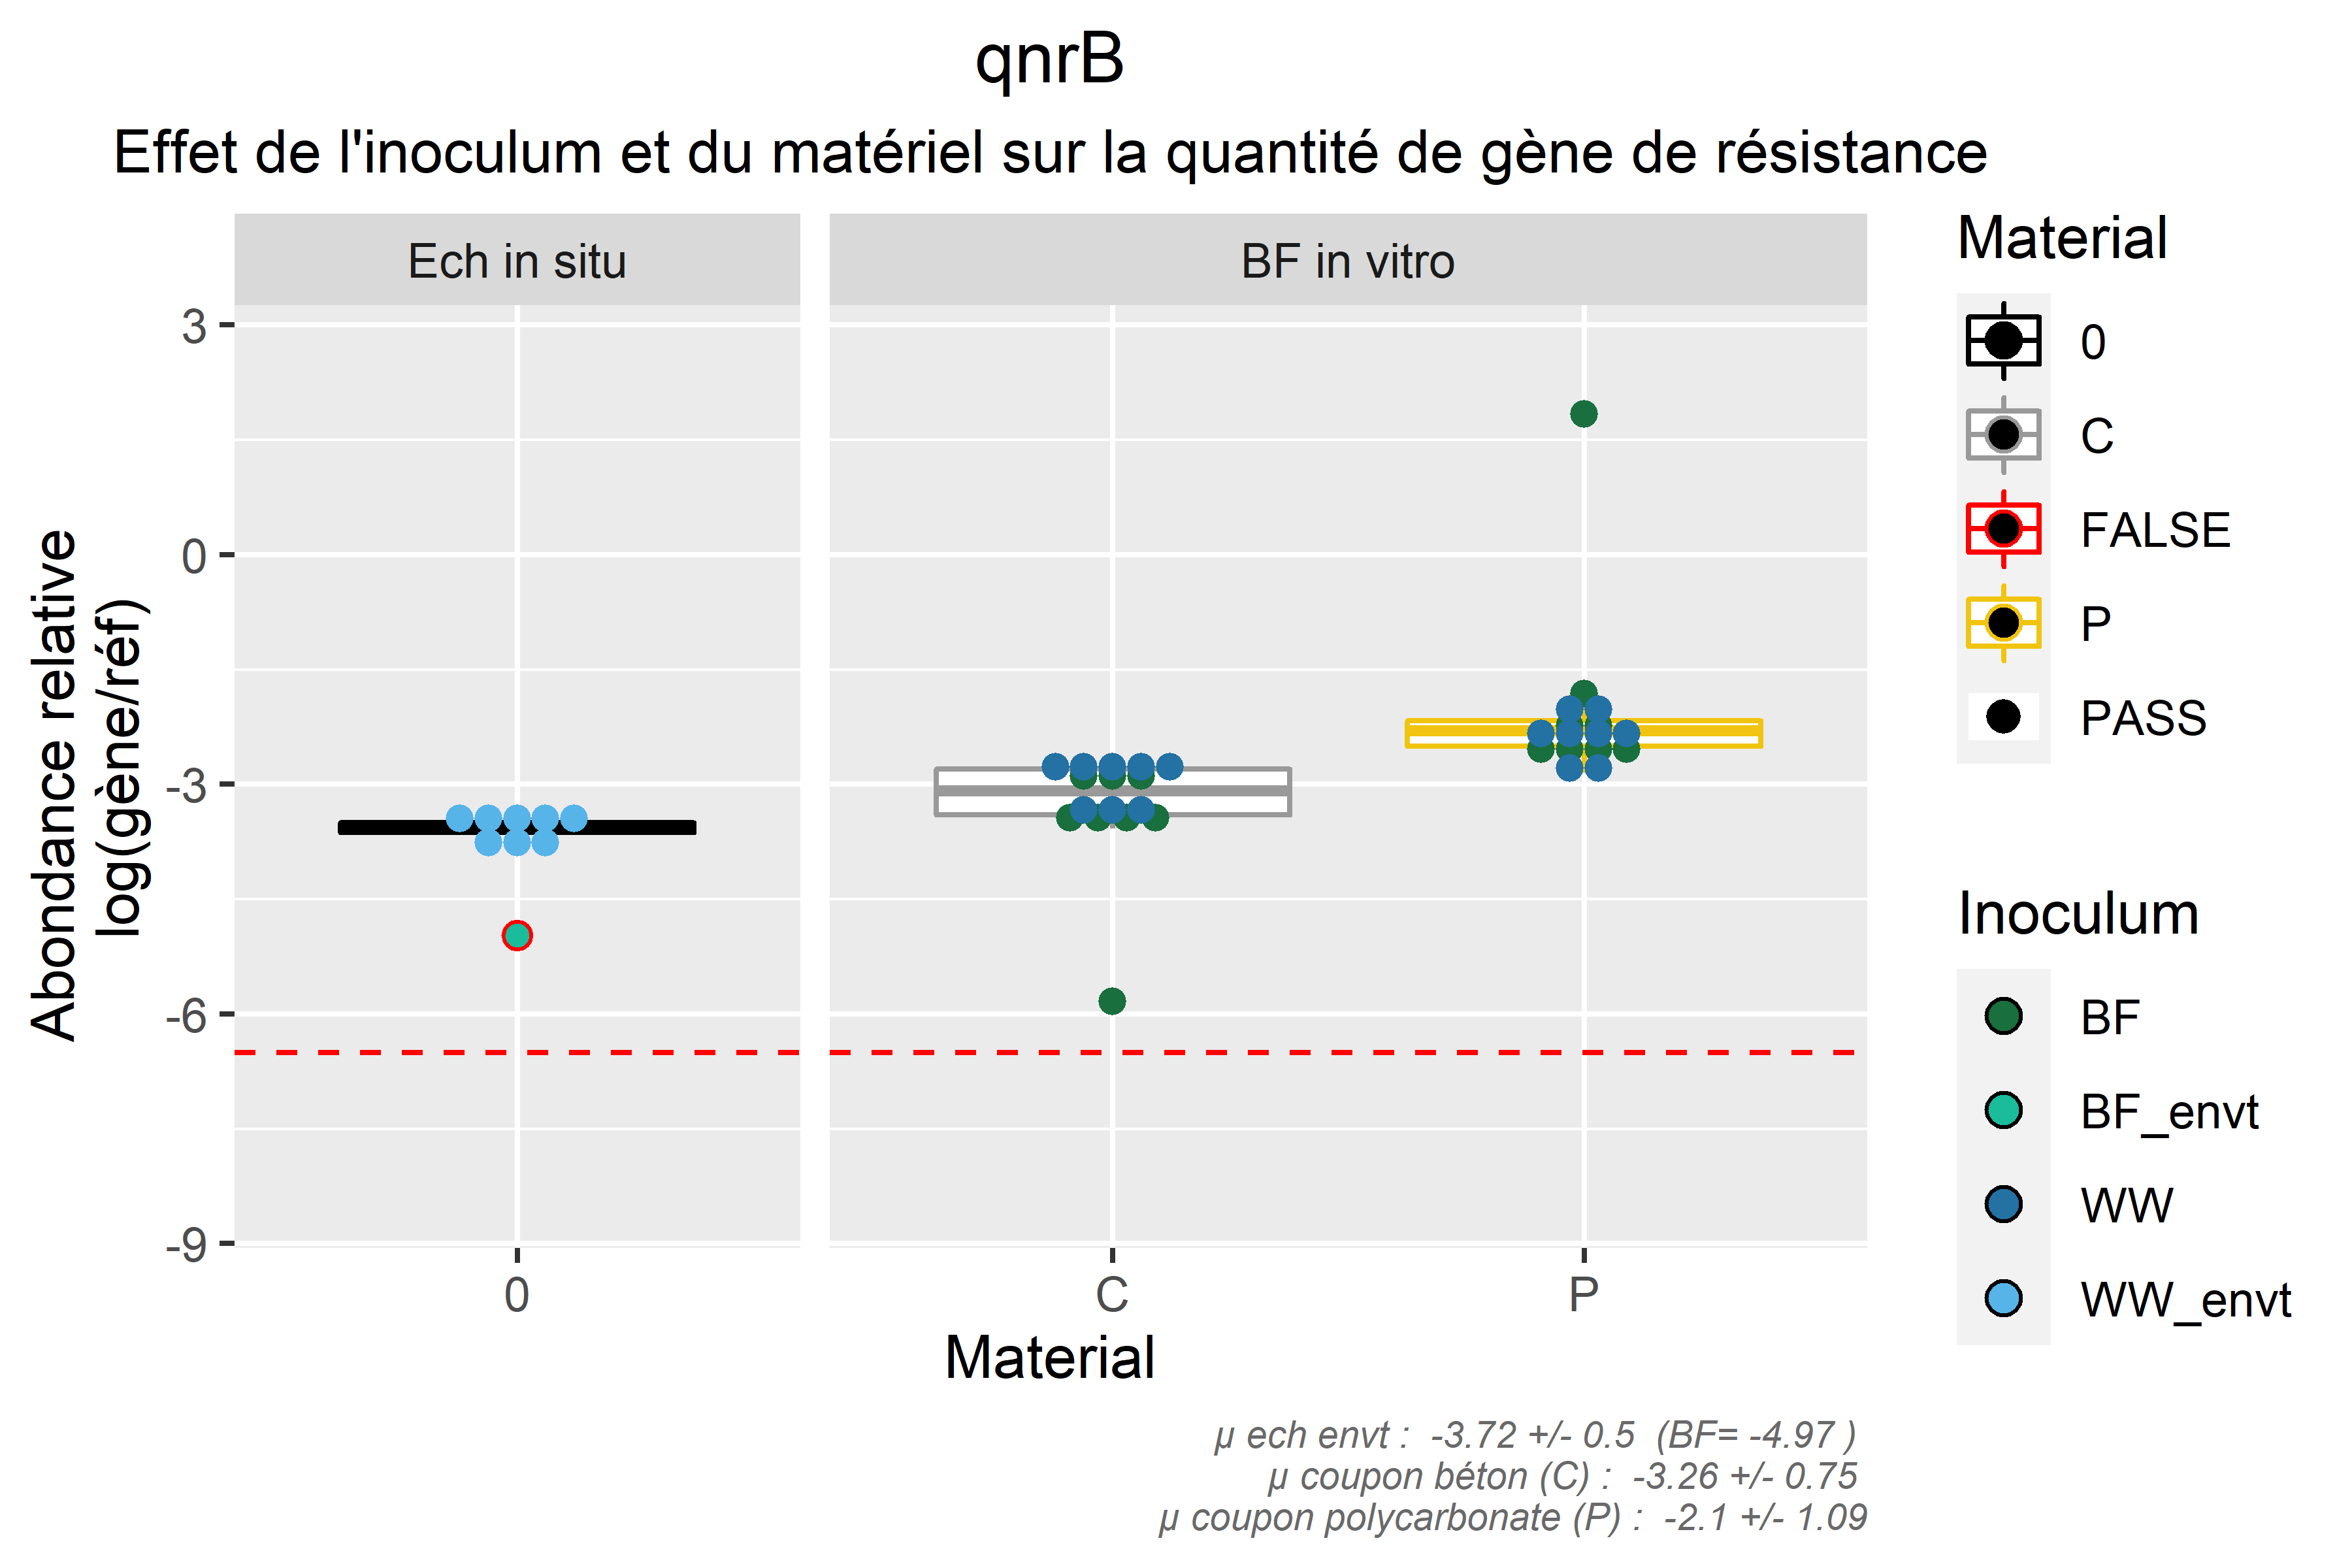 qnrB
Effet de l'inoculum et du matériel sur la quantité de gène de résistance
Ech in situ
BF in vitro
Abondance relative
log(gène/réf)
3
0
-3
-6
-9
0
C
P
Material
Material
0
C
FALSE
P
PASS
Inoculum
BF
BF_envt
WW
WW_envt
µ ech envt : -3.72 +/- 0.5 (BF= -4.97 )
µ coupon béton (C) : -3.26 +/- 0.75
µ coupon polycarbonate (P) : -2.1 +/- 1.09